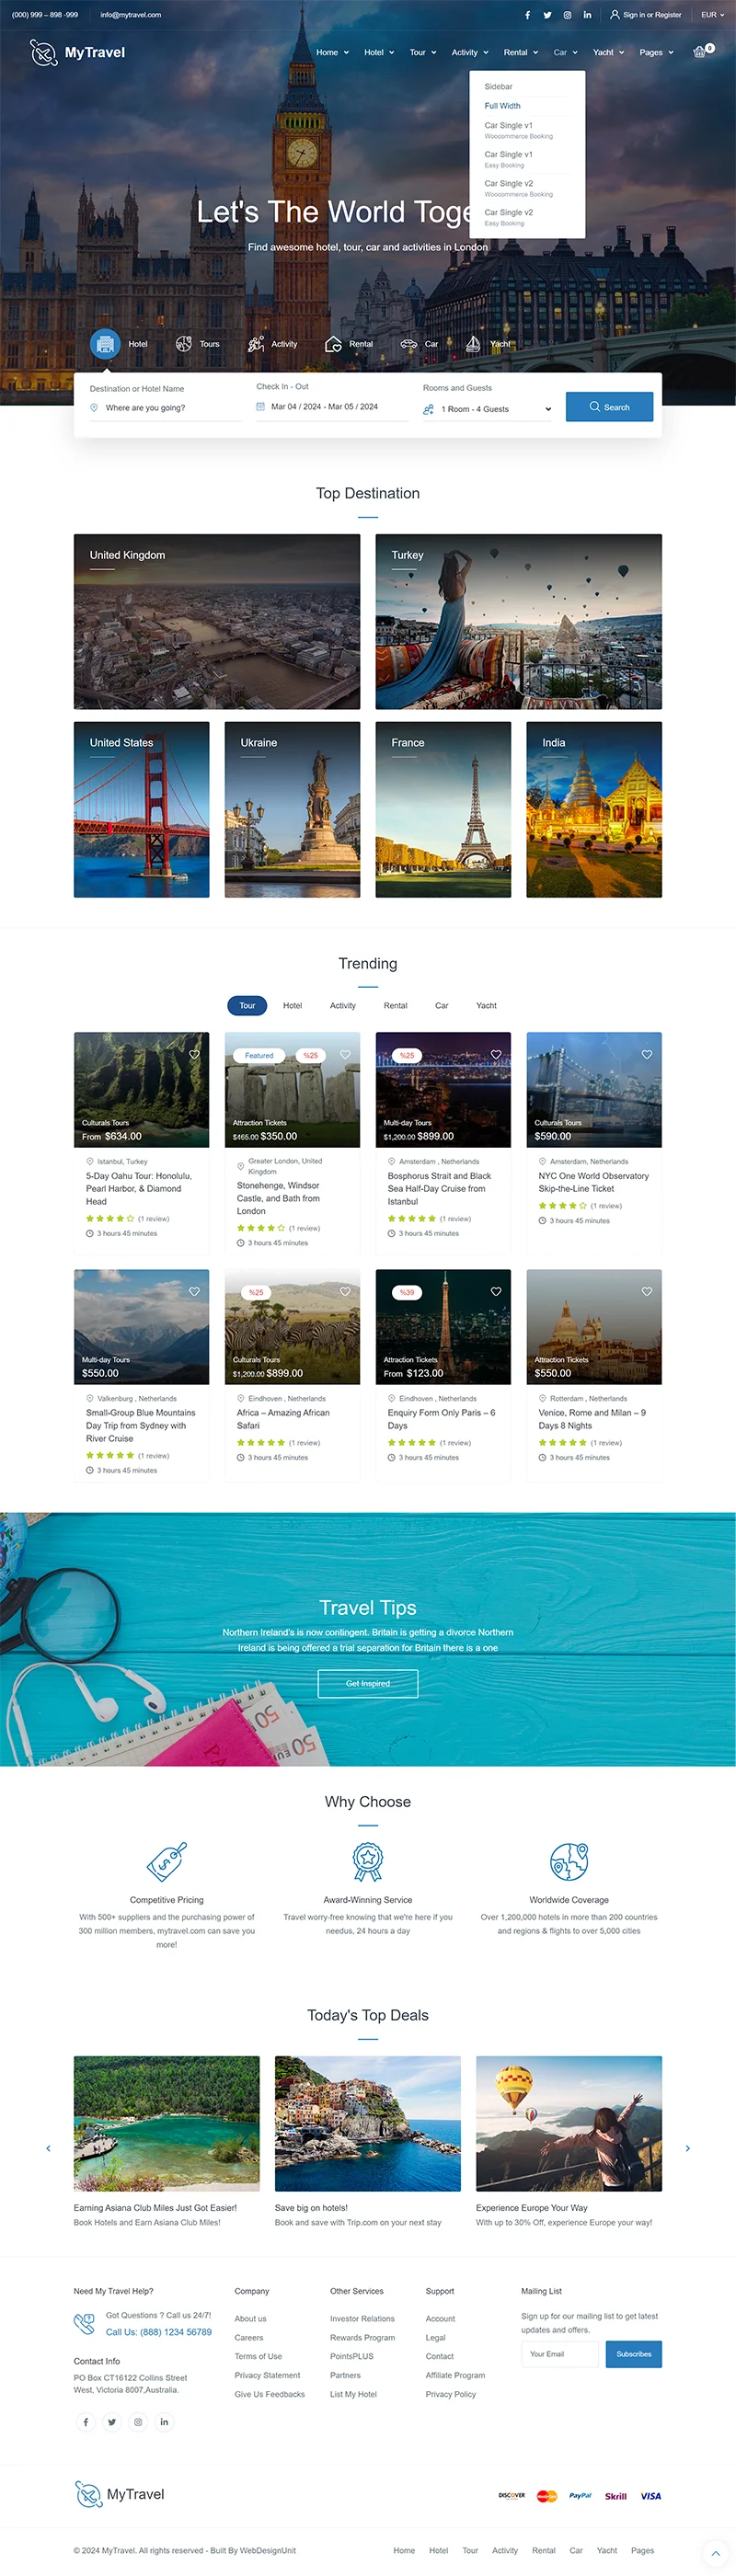 (000) 999 – 898 -999
info@mytravel.com
Sign in or Register
EUR
MyTravel
Home
Hotel
Tour
Activity
Rental
Car
Yacht
Pages
0
Sidebar
Full Width
Car Single v1
Woocommerce Booking
Car Single v1
Easy Booking
Car Single v2
Woocommerce Booking
Car Single v2
Easy Booking
Let's The World Toge
Find awesome hotel, tour, car and activities in London
Hotel
Tours
Activity
Rental
Car
Yacht
Destination or Hotel Name
Where are you going?
Check In - Out
Mar 04 / 2024 - Mar 05 / 2024
Rooms and Guests
1 Room - 4 Guests
Search
Top Destination
United Kingdom
Turkey
United States
Ukraine
France
India
Trending
Tour
Hotel
Activity
Rental
Car
Yacht
Culturals Tours
From $634.00
Istanbul, Turkey
5-Day Oahu Tour: Honolulu,
Pearl Harbor, & Diamond
Head
(1 review)
3 hours 45 minutes
Featured
%25
Attraction Tickets
$465.00 $350.00
Greater London, United
Kingdom
Stonehenge, Windsor
Castle, and Bath from
London
(1 review)
3 hours 45 minutes
%25
Multi-day Tours
$1,200.00 $899.00
Amsterdam , Netherlands
Bosphorus Strait and Black
Sea Half-Day Cruise from
Istanbul
(1 review)
3 hours 45 minutes
Culturals Tours
$590.00
Amsterdam, Netherlands
NYC One World Observatory
Skip-the-Line Ticket
(1 review)
3 hours 45 minutes
Multi-day Tours
$550.00
Valkenburg , Netherlands
Small-Group Blue Mountains
Day Trip from Sydney with
River Cruise
(1 review)
3 hours 45 minutes
%25
Culturals Tours
$1,200.00 $899.00
Eindhoven , Netherlands
Africa – Amazing African
Safari
(1 review)
3 hours 45 minutes
%39
Attraction Tickets
From $123.00
Eindhoven , Netherlands
Enquiry Form Only Paris – 6
Days
(1 review)
3 hours 45 minutes
Attraction Tickets
$550.00
Rotterdam , Netherlands
Venice, Rome and Milan – 9
Days 8 Nights
(1 review)
3 hours 45 minutes
Travel Tips
Northern Ireland's is now contingent. Britain is getting a divorce Northern
Ireland is being offered a trial separation for Britain there is a one
Get Inspired
50
50
Why Choose
Competitive Pricing
With 500+ suppliers and the purchasing power of
300 million members, mytravel.com can save you
more!
Award-Winning Service
Travel worry-free knowing that we're here if you
needus, 24 hours a day
Worldwide Coverage
Over 1,200,000 hotels in more than 200 countries
and regions & flights to over 5,000 cities
Today's Top Deals
Earning Asiana Club Miles Just Got Easier!
Book Hotels and Earn Asiana Club Miles!
Save big on hotels!
Book and save with Trip.com on your next stay
Experience Europe Your Way
With up to 30% Off, experience Europe your way!
Need My Travel Help?
Got Questions ? Call us 24/7!
Call Us: (888) 1234 56789
Contact Info
PO Box CT16122 Collins Street
West, Victoria 8007,Australia.
Company
About us
Careers
Terms of Use
Privacy Statement
Give Us Feedbacks
Other Services
Investor Relations
Rewards Program
PointsPLUS
Partners
List My Hotel
Support
Account
Legal
Contact
Affiliate Program
Privacy Policy
Mailing List
Sign up for our mailing list to get latest
updates and offers.
Your Email
Subscribes
MyTravel
DISCOVER
PayPal
Skrill
VISA
© 2024 MyTravel. All rights reserved - Built By WebDesignUnit
Home
Hotel
Tour
Activity
Rental
Car
Yacht
Pages